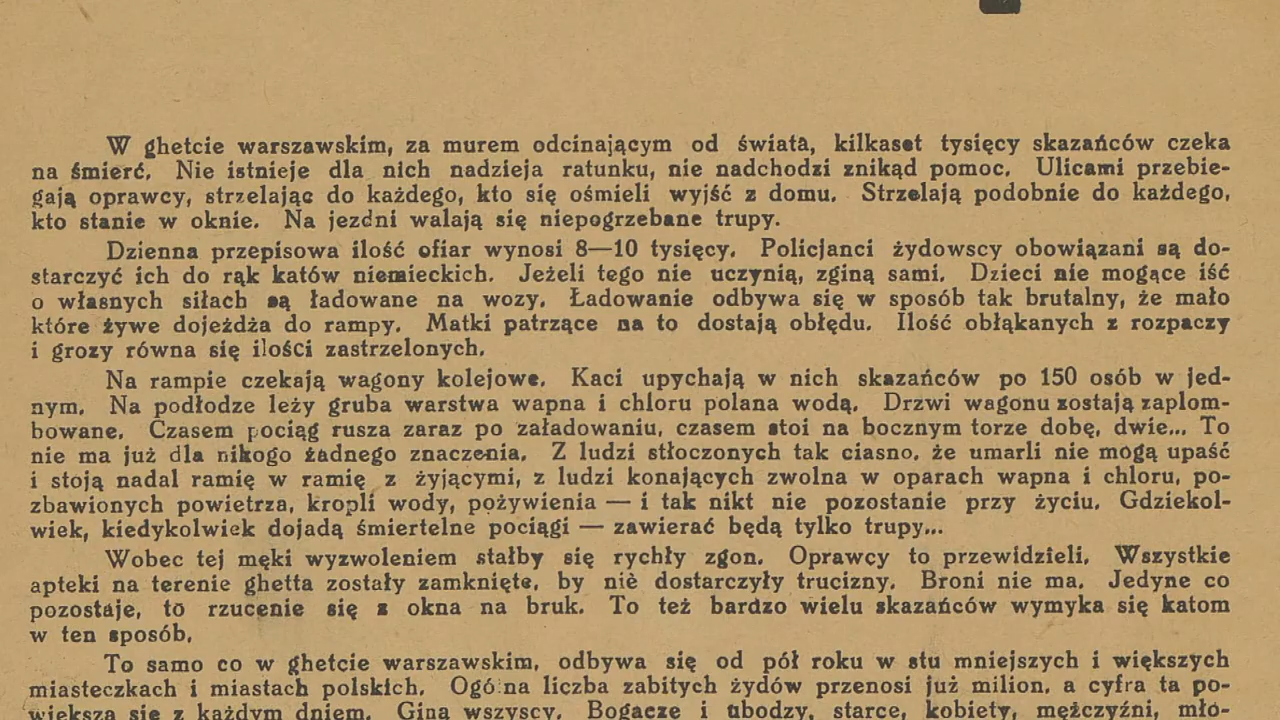 W ghetcie warszawskim, za murem odcinającym od świata, kilkaset tysięcy skazańców czeka
na śmierć. Nie istnieje dla nich nadzieja ratunku, nie nadchodzi znikąd pomoc. Ulicami przebie-
gają oprawcy, strzelając do każdego, kto się ośmieli wyjść z domu. Strzelają podobnie do każdego,
kto stanie w oknie. Na jezdni walają się niepogrzebane trupy.
Dzienna przepisowa ilość ofiar wynosi 8—10 tysięcy. Policjanci żydowscy obowiązani są do-
starczyć ich do rąk katów niemieckich. Jeżeli tego nie uczynią, zginą sami. Dzieci nie mogące iść
o własnych siłach są ładowane na wozy. Ładowanie odbywa się w sposób tak brutalny, że mało
które żywe dojeżdża do rampy. Matki patrzące na to dostają obłędu. Ilość obłąkanych z rozpaczy
i grozy równa się ilości zastrzelonych.
Na rampie czekają wagony kolejowe. Kaci upychają w nich skazańców po 150 osób w jed-
nym. Na podłodze leży gruba warstwa wapna i chloru polana wodą. Drzwi wagonu zostają zaplom-
bowane. Czasem pociąg rusza zaraz po załadowaniu, czasem stoi na bocznym torze dobę, dwie... To
nie ma już dla nikogo żadnego znaczenia. Z ludzi stłoczonych tak ciasno, że umarli nie mogą upaść
i stoją nadal ramię w ramię z żyjącymi, z ludzi konających zwolna w oparach wapna i chloru, po-
zbawionych powietrza, kropli wody, pożywienia — i tak nikt nie pozostanie przy życiu. Gdziekol-
wiek, kiedykolwiek dojadą śmiertelne pociągi — zawierać będą tylko trupy...
Wobec tej męki wyzwoleniem stałby się rychły zgon. Oprawcy to przewidzieli. Wszystkie
apteki na terenie ghetta zostały zamknięte, by nie dostarczyły trucizny. Broni nie ma. Jedyne co
pozostaje, to rzucenie się z okna na bruk. To też bardzo wielu skazańców wymyka się katom
w ten sposób.
To samo co w ghetcie warszawskim, odbywa się od pół roku w stu mniejszych i większych
miasteczkach i miastach polskich. Ogólna liczba zabitych żydów przenosi już milion, a cyfra ta po-
większa się z każdym dniem. Giną wszyscy. Bogacze i ubodzy, starce, kobiety, mężczyźni, mło-